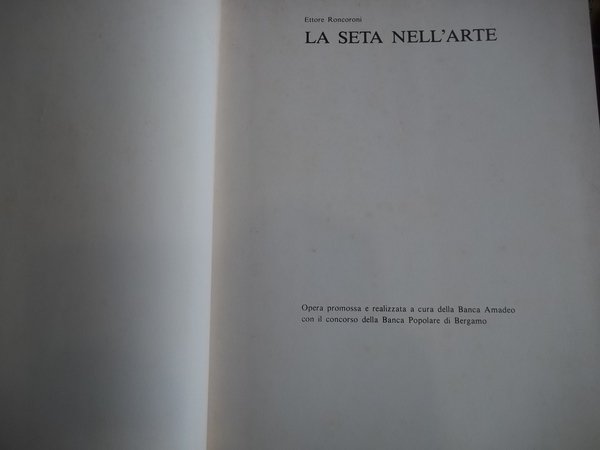 Ettore Roncoroni
LA SETA NELL'ARTE
Opera promossa e realizzata a cura della Banca Amadeo
con il concorso della Banca Popolare di Bergamo